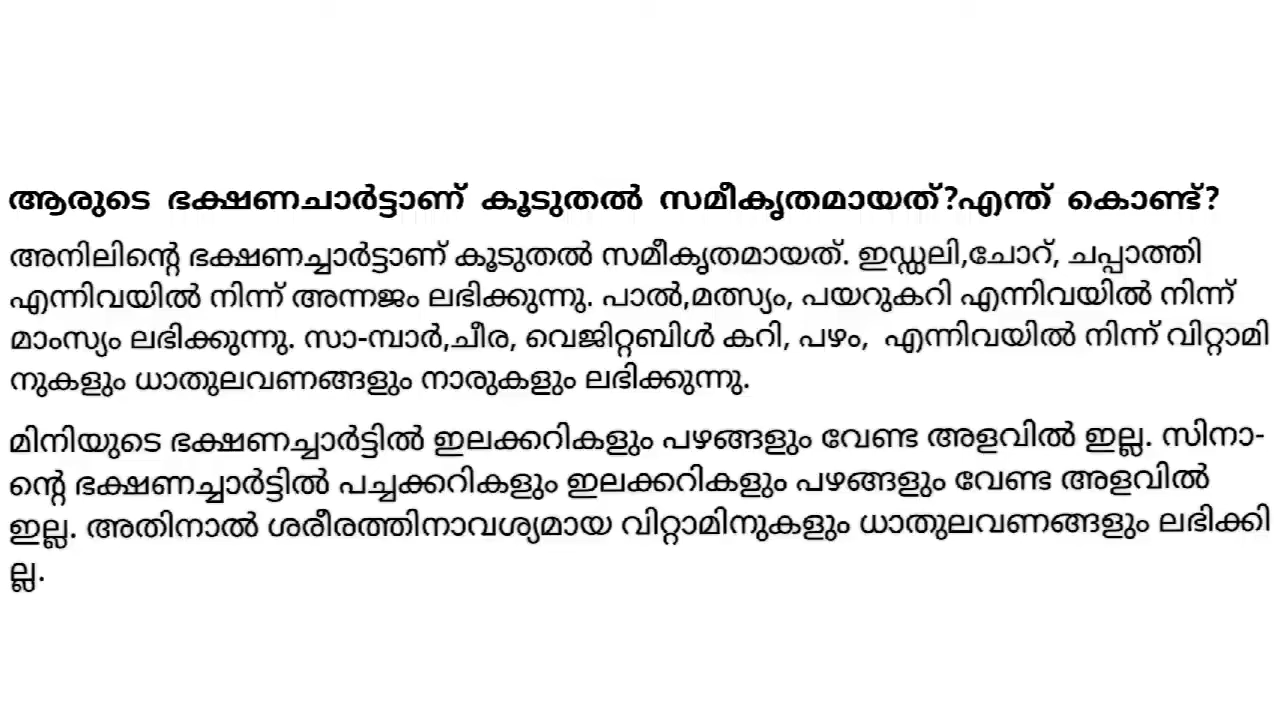 ആരുടെ ഭക്ഷണചാർട്ടാണ് കൂടുതൽ സമീകൃതമായത്?എന്ത് കൊണ്ട്?
അനിലിന്റെ ഭക്ഷണച്ചാർട്ടാണ് കൂടുതൽ സമീകൃതമായത്. ഇഡ്ഡലി,ചോറ്, ചപ്പാത്തി
എന്നിവയിൽ നിന്ന് അന്നജം ലഭിക്കുന്നു. പാൽ,മത്സ്യം, പയറുകറി എന്നിവയിൽ നിന്ന്
മാംസ്യം ലഭിക്കുന്നു. സാ-മ്പാർ,ചീര, വെജിറ്റബിൾ കറി, പഴം, എന്നിവയിൽ നിന്ന് വിറ്റാമി
നുകളും ധാതുലവണങ്ങളും നാരുകളും ലഭിക്കുന്നു.
മിനിയുടെ ഭക്ഷണച്ചാർട്ടിൽ ഇലക്കറികളും പഴങ്ങളും വേണ്ട അളവിൽ ഇല്ല. സിനാ-
ന്റെ ഭക്ഷണച്ചാർട്ടിൽ പച്ചക്കറികളും ഇലക്കറികളും പഴങ്ങളും വേണ്ട അളവിൽ
ഇല്ല. അതിനാൽ ശരീരത്തിനാവശ്യമായ വിറ്റാമിനുകളും ധാതുലവണങ്ങളും ലഭിക്കി
ല്ല.